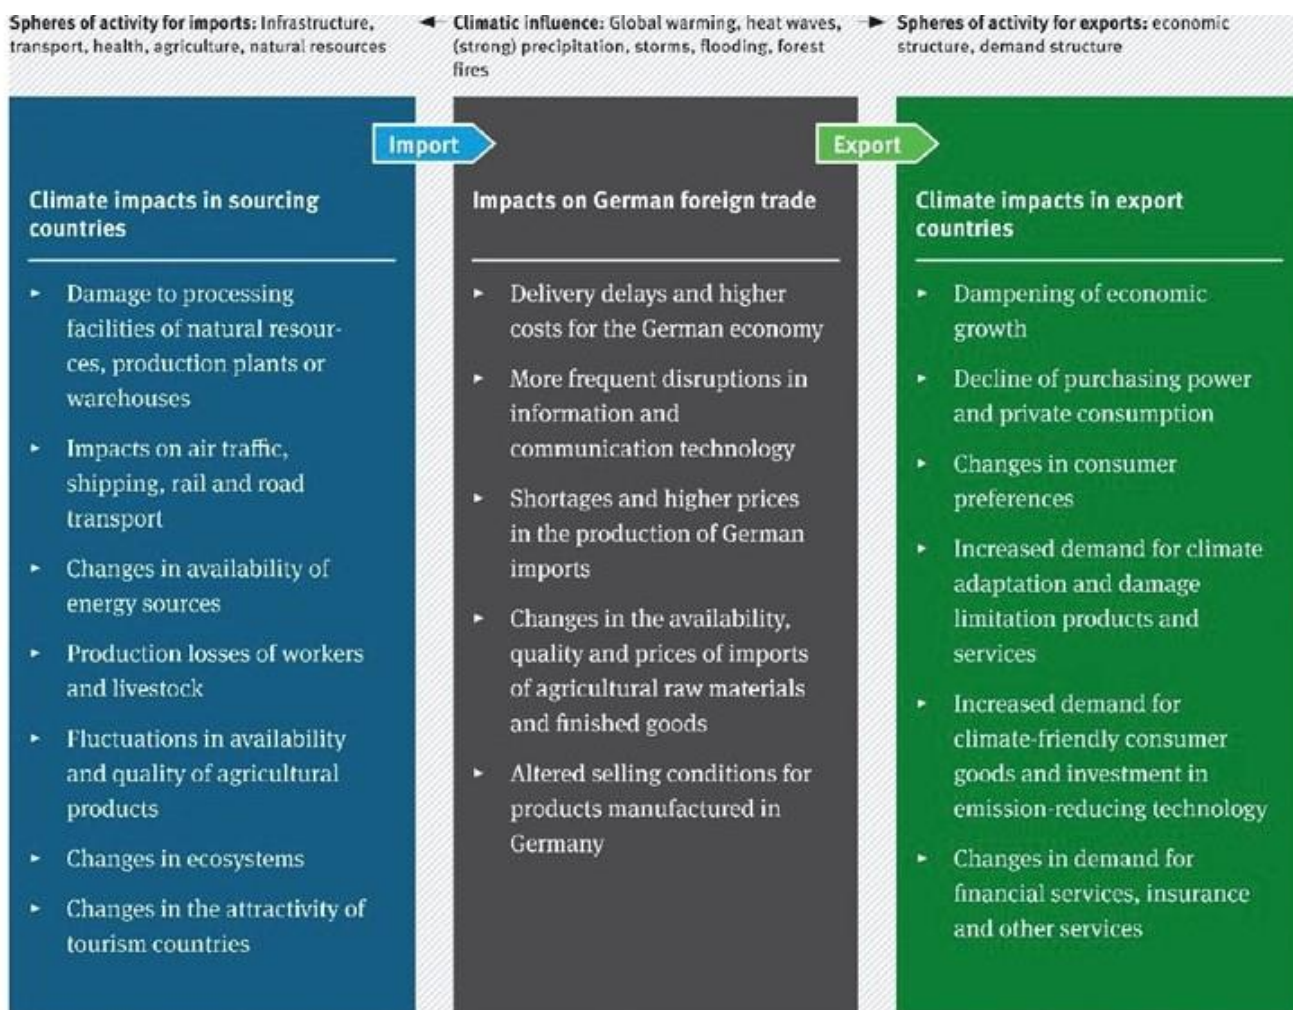 Spheres of activity for imports: Infrastructure,
transport, health, agriculture, natural resources
Climatic influence: Global warming, heat waves,
(strong) precipitation, storms, flooding, forest
fires
Spheres of activity for exports: economic
structure, demand structure
Import
Climate impacts in sourcing
countries
► Damage to processing
facilities of natural resour-
ces, production plants or
warehouses
► Impacts on air traffic,
shipping, rail and road
transport
► Changes in availability of
energy sources
► Production losses of workers
and livestock
► Fluctuations in availability
and quality of agricultural
products
► Changes in ecosystems
► Changes in the attractivity of
tourism countries
Export
Impacts on German foreign trade
► Delivery delays and higher
costs for the German economy
► More frequent disruptions in
information and
communication technology
► Shortages and higher prices
in the production of German
imports
► Changes in the availability,
quality and prices of imports
of agricultural raw materials
and finished goods
► Altered selling conditions for
products manufactured in
Germany
Climate impacts in export
countries
► Dampening of economic
growth
► Decline of purchasing power
and private consumption
► Changes in consumer
preferences
► Increased demand for climate
adaptation and damage
limitation products and
services
► Increased demand for
climate-friendly consumer
goods and investment in
emission-reducing technology
► Changes in demand for
financial services, insurance
and other services